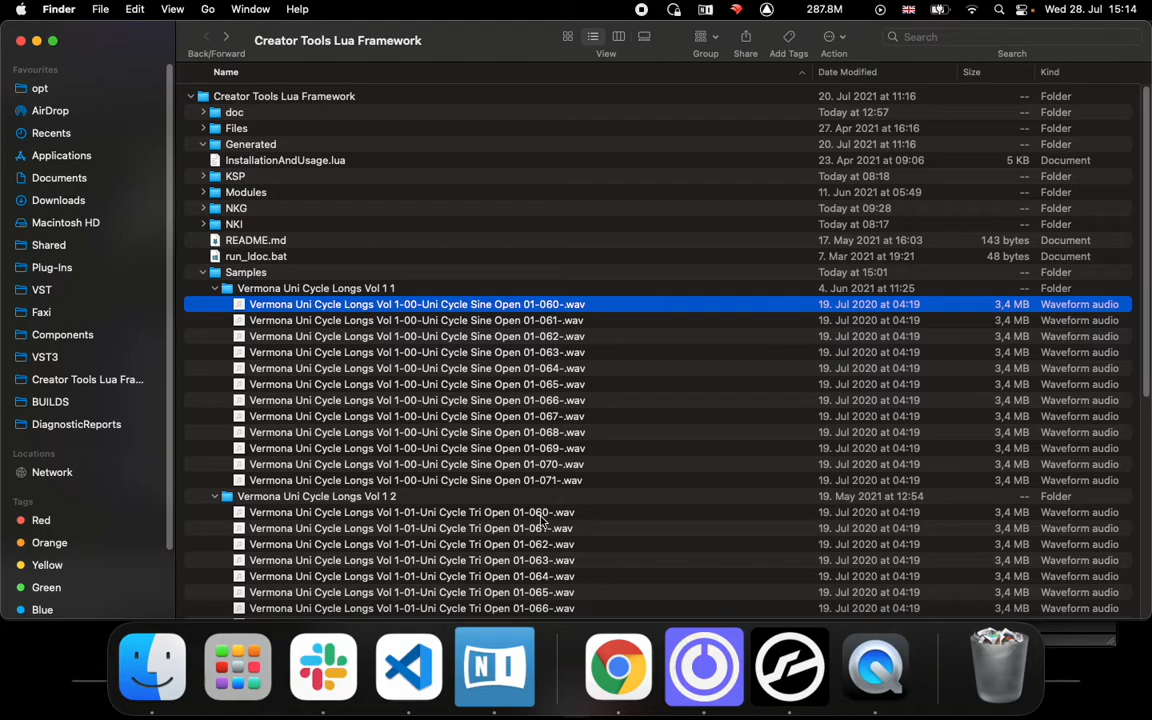 Finder File Edit View Go Window Help 287.8M Wed 28. Jul 15:14
Back/Forward Creator Tools Lua Framework View Group Share Add Tags Action Search Search
Favourites
opt
AirDrop
Recents
Applications
Documents
Downloads
Macintosh HD
Shared
Plug-Ins
VST
Faxi
Components
VST3
Creator Tools Lua Fra...
BUILDS
DiagnosticReports
Locations
Network
Tags
Red
Orange
Yellow
Green
Blue
Name Date Modified Size Kind
Creator Tools Lua Framework 20. Jul 2021 at 11:16 -- Folder
doc Today at 12:57 -- Folder
Files 27. Apr 2021 at 16:16 -- Folder
Generated 20. Jul 2021 at 11:16 -- Folder
InstallationAndUsage.lua 23. Apr 2021 at 09:06 5 KB Document
KSP Today at 08:18 -- Folder
Modules 11. Jun 2021 at 05:49 -- Folder
NKG Today at 09:28 -- Folder
NKI Today at 08:17 -- Folder
README.md 17. May 2021 at 16:03 143 bytes Document
run_ldoc.bat 7. Mar 2021 at 19:21 48 bytes Document
Samples Today at 15:01 -- Folder
Vermona Uni Cycle Longs Vol 1 1 4. Jun 2021 at 11:25 -- Folder
Vermona Uni Cycle Longs Vol 1-00-Uni Cycle Sine Open 01-060-.wav 19. Jul 2020 at 04:19 3,4 MB Waveform audio
Vermona Uni Cycle Longs Vol 1-00-Uni Cycle Sine Open 01-061-.wav 19. Jul 2020 at 04:19 3,4 MB Waveform audio
Vermona Uni Cycle Longs Vol 1-00-Uni Cycle Sine Open 01-062-.wav 19. Jul 2020 at 04:19 3,4 MB Waveform audio
Vermona Uni Cycle Longs Vol 1-00-Uni Cycle Sine Open 01-063-.wav 19. Jul 2020 at 04:19 3,4 MB Waveform audio
Vermona Uni Cycle Longs Vol 1-00-Uni Cycle Sine Open 01-064-.wav 19. Jul 2020 at 04:19 3,4 MB Waveform audio
Vermona Uni Cycle Longs Vol 1-00-Uni Cycle Sine Open 01-065-.wav 19. Jul 2020 at 04:19 3,4 MB Waveform audio
Vermona Uni Cycle Longs Vol 1-00-Uni Cycle Sine Open 01-066-.wav 19. Jul 2020 at 04:19 3,4 MB Waveform audio
Vermona Uni Cycle Longs Vol 1-00-Uni Cycle Sine Open 01-067-.wav 19. Jul 2020 at 04:19 3,4 MB Waveform audio
Vermona Uni Cycle Longs Vol 1-00-Uni Cycle Sine Open 01-068-.wav 19. Jul 2020 at 04:19 3,4 MB Waveform audio
Vermona Uni Cycle Longs Vol 1-00-Uni Cycle Sine Open 01-069-.wav 19. Jul 2020 at 04:19 3,4 MB Waveform audio
Vermona Uni Cycle Longs Vol 1-00-Uni Cycle Sine Open 01-070-.wav 19. Jul 2020 at 04:19 3,4 MB Waveform audio
Vermona Uni Cycle Longs Vol 1-00-Uni Cycle Sine Open 01-071-.wav 19. Jul 2020 at 04:19 3,4 MB Waveform audio
Vermona Uni Cycle Longs Vol 1 2 19. May 2021 at 12:54 -- Folder
Vermona Uni Cycle Longs Vol 1-01-Uni Cycle Tri Open 01-060-.wav 19. Jul 2020 at 04:19 3,4 MB Waveform audio
Vermona Uni Cycle Longs Vol 1-01-Uni Cycle Tri Open 01-061-.wav 19. Jul 2020 at 04:19 3,4 MB Waveform audio
Vermona Uni Cycle Longs Vol 1-01-Uni Cycle Tri Open 01-062-.wav 19. Jul 2020 at 04:19 3,4 MB Waveform audio
Vermona Uni Cycle Longs Vol 1-01-Uni Cycle Tri Open 01-063-.wav 19. Jul 2020 at 04:19 3,4 MB Waveform audio
Vermona Uni Cycle Longs Vol 1-01-Uni Cycle Tri Open 01-064-.wav 19. Jul 2020 at 04:19 3,4 MB Waveform audio
Vermona Uni Cycle Longs Vol 1-01-Uni Cycle Tri Open 01-065-.wav 19. Jul 2020 at 04:19 3,4 MB Waveform audio
Vermona Uni Cycle Longs Vol 1-01-Uni Cycle Tri Open 01-066-.wav 19. Jul 2020 at 04:19 3,4 MB Waveform audio
NI